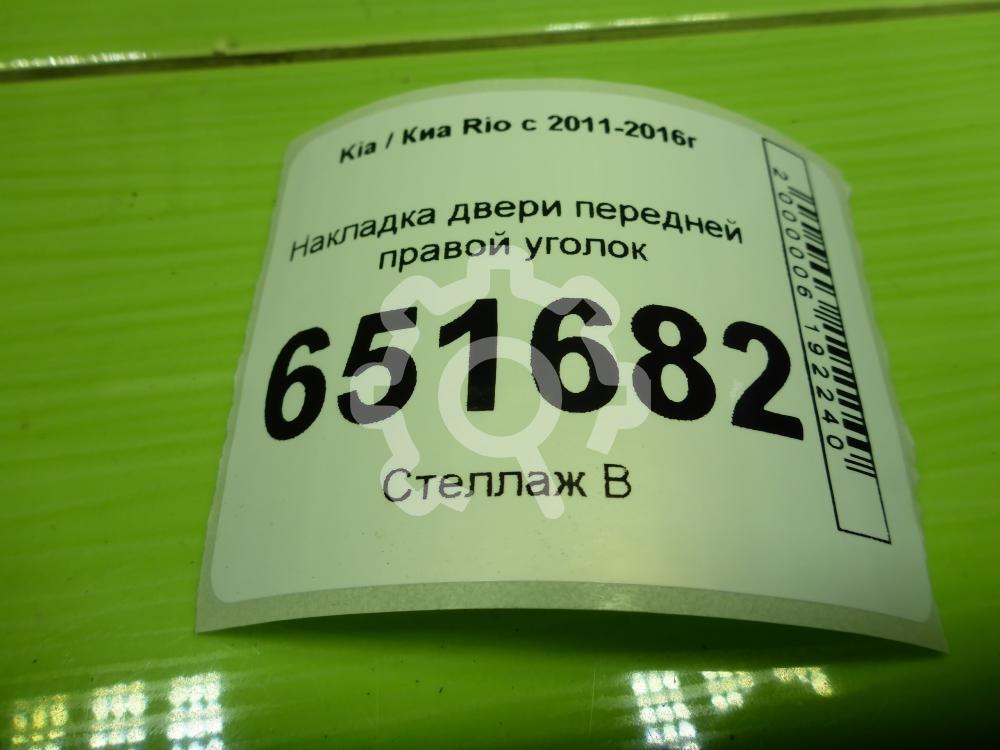 Kia / Киа Rio с 2011-2016г
Накладка двери передней
правой уголок
651682
Стеллаж В
2000006192240